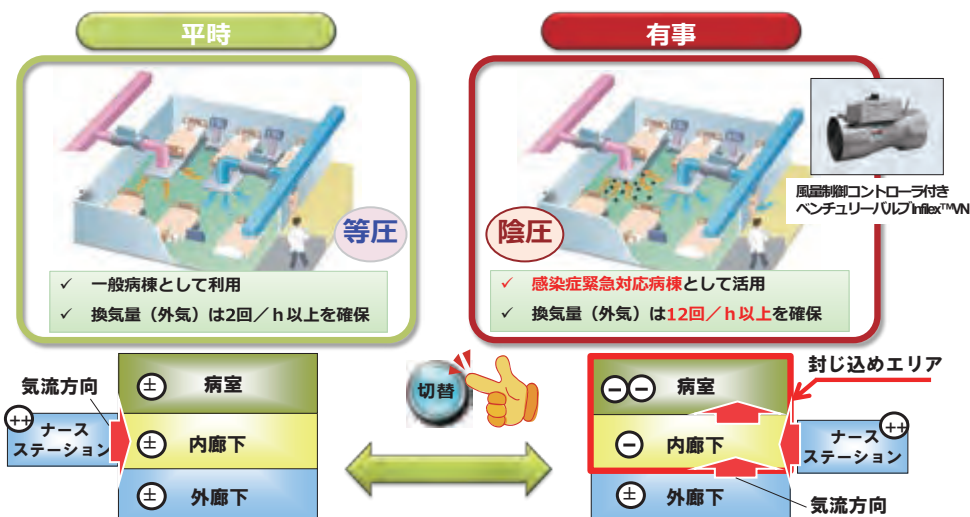 平時
等圧
✓ 一般病棟として利用
✓ 換気量（外気）は2回／ｈ以上を確保
有事
風量制御コントローラ付き
ベンチュリーバルブInfilex™VN
陰圧
✓ 感染症緊急対応病棟として活用
✓ 換気量（外気）は12回／ｈ以上を確保
気流方向
++
ナース
ステーション
± 病室
± 内廊下
± 外廊下
切替
封じ込めエリア
−− 病室
− 内廊下
± 外廊下
++
ナース
ステーション
気流方向